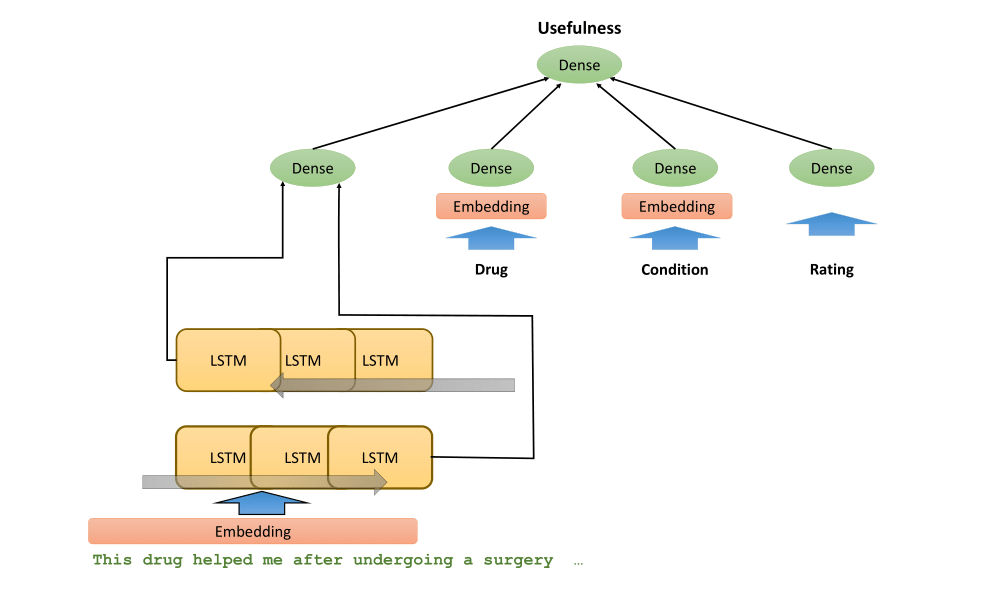 Usefulness
Dense
Dense Dense Dense Dense
Embedding Embedding
Drug Condition Rating
LSTM LSTM LSTM
LSTM LSTM LSTM
Embedding
This drug helped me after undergoing a surgery …